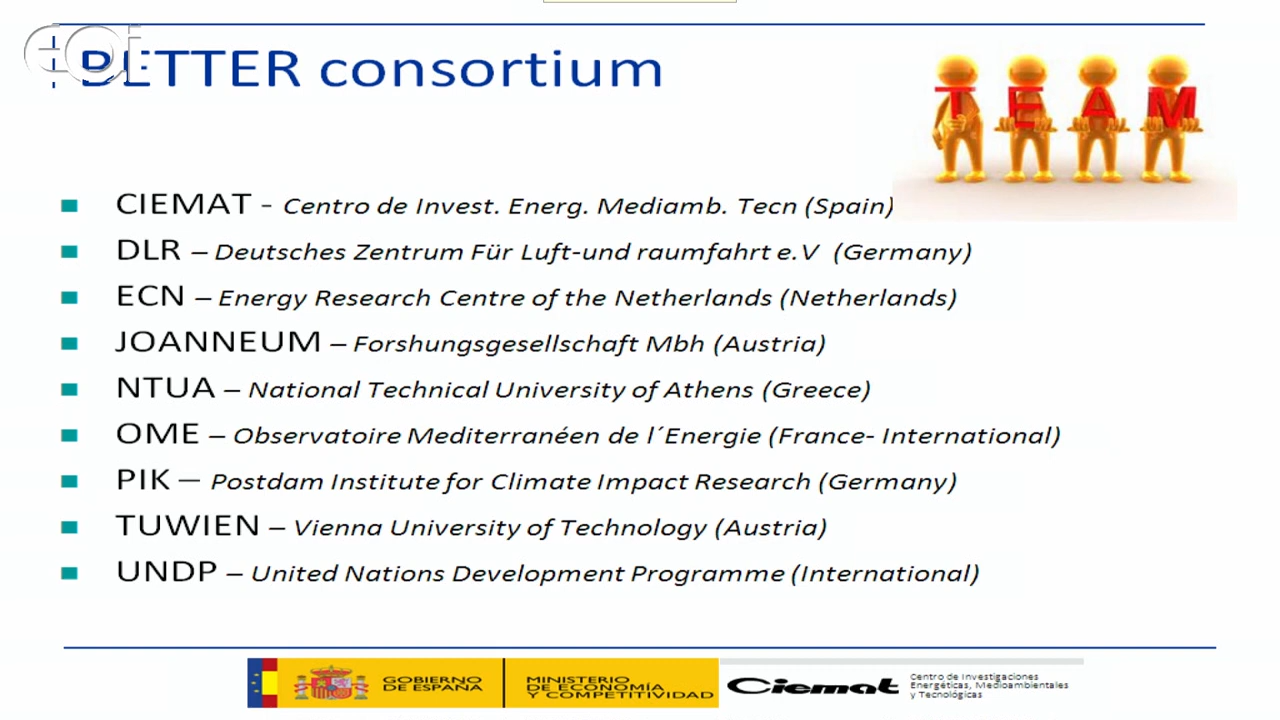 eoi
BETTER consortium
TEAM
CIEMAT - Centro de Invest. Energ. Mediamb. Tecn (Spain)
DLR – Deutsches Zentrum Für Luft-und raumfahrt e.V (Germany)
ECN – Energy Research Centre of the Netherlands (Netherlands)
JOANNEUM – Forshungsgesellschaft Mbh (Austria)
NTUA – National Technical University of Athens (Greece)
OME – Observatoire Mediterranéen de l´Energie (France- International)
PIK – Postdam Institute for Climate Impact Research (Germany)
TUWIEN – Vienna University of Technology (Austria)
UNDP – United Nations Development Programme (International)
GOBIERNO
DE ESPAÑA
MINISTERIO
DE ECONOMÍA
Y COMPETITIVIDAD
Ciemat
Centro de Investigaciones
Energéticas, Medioambientales
y Tecnológicas